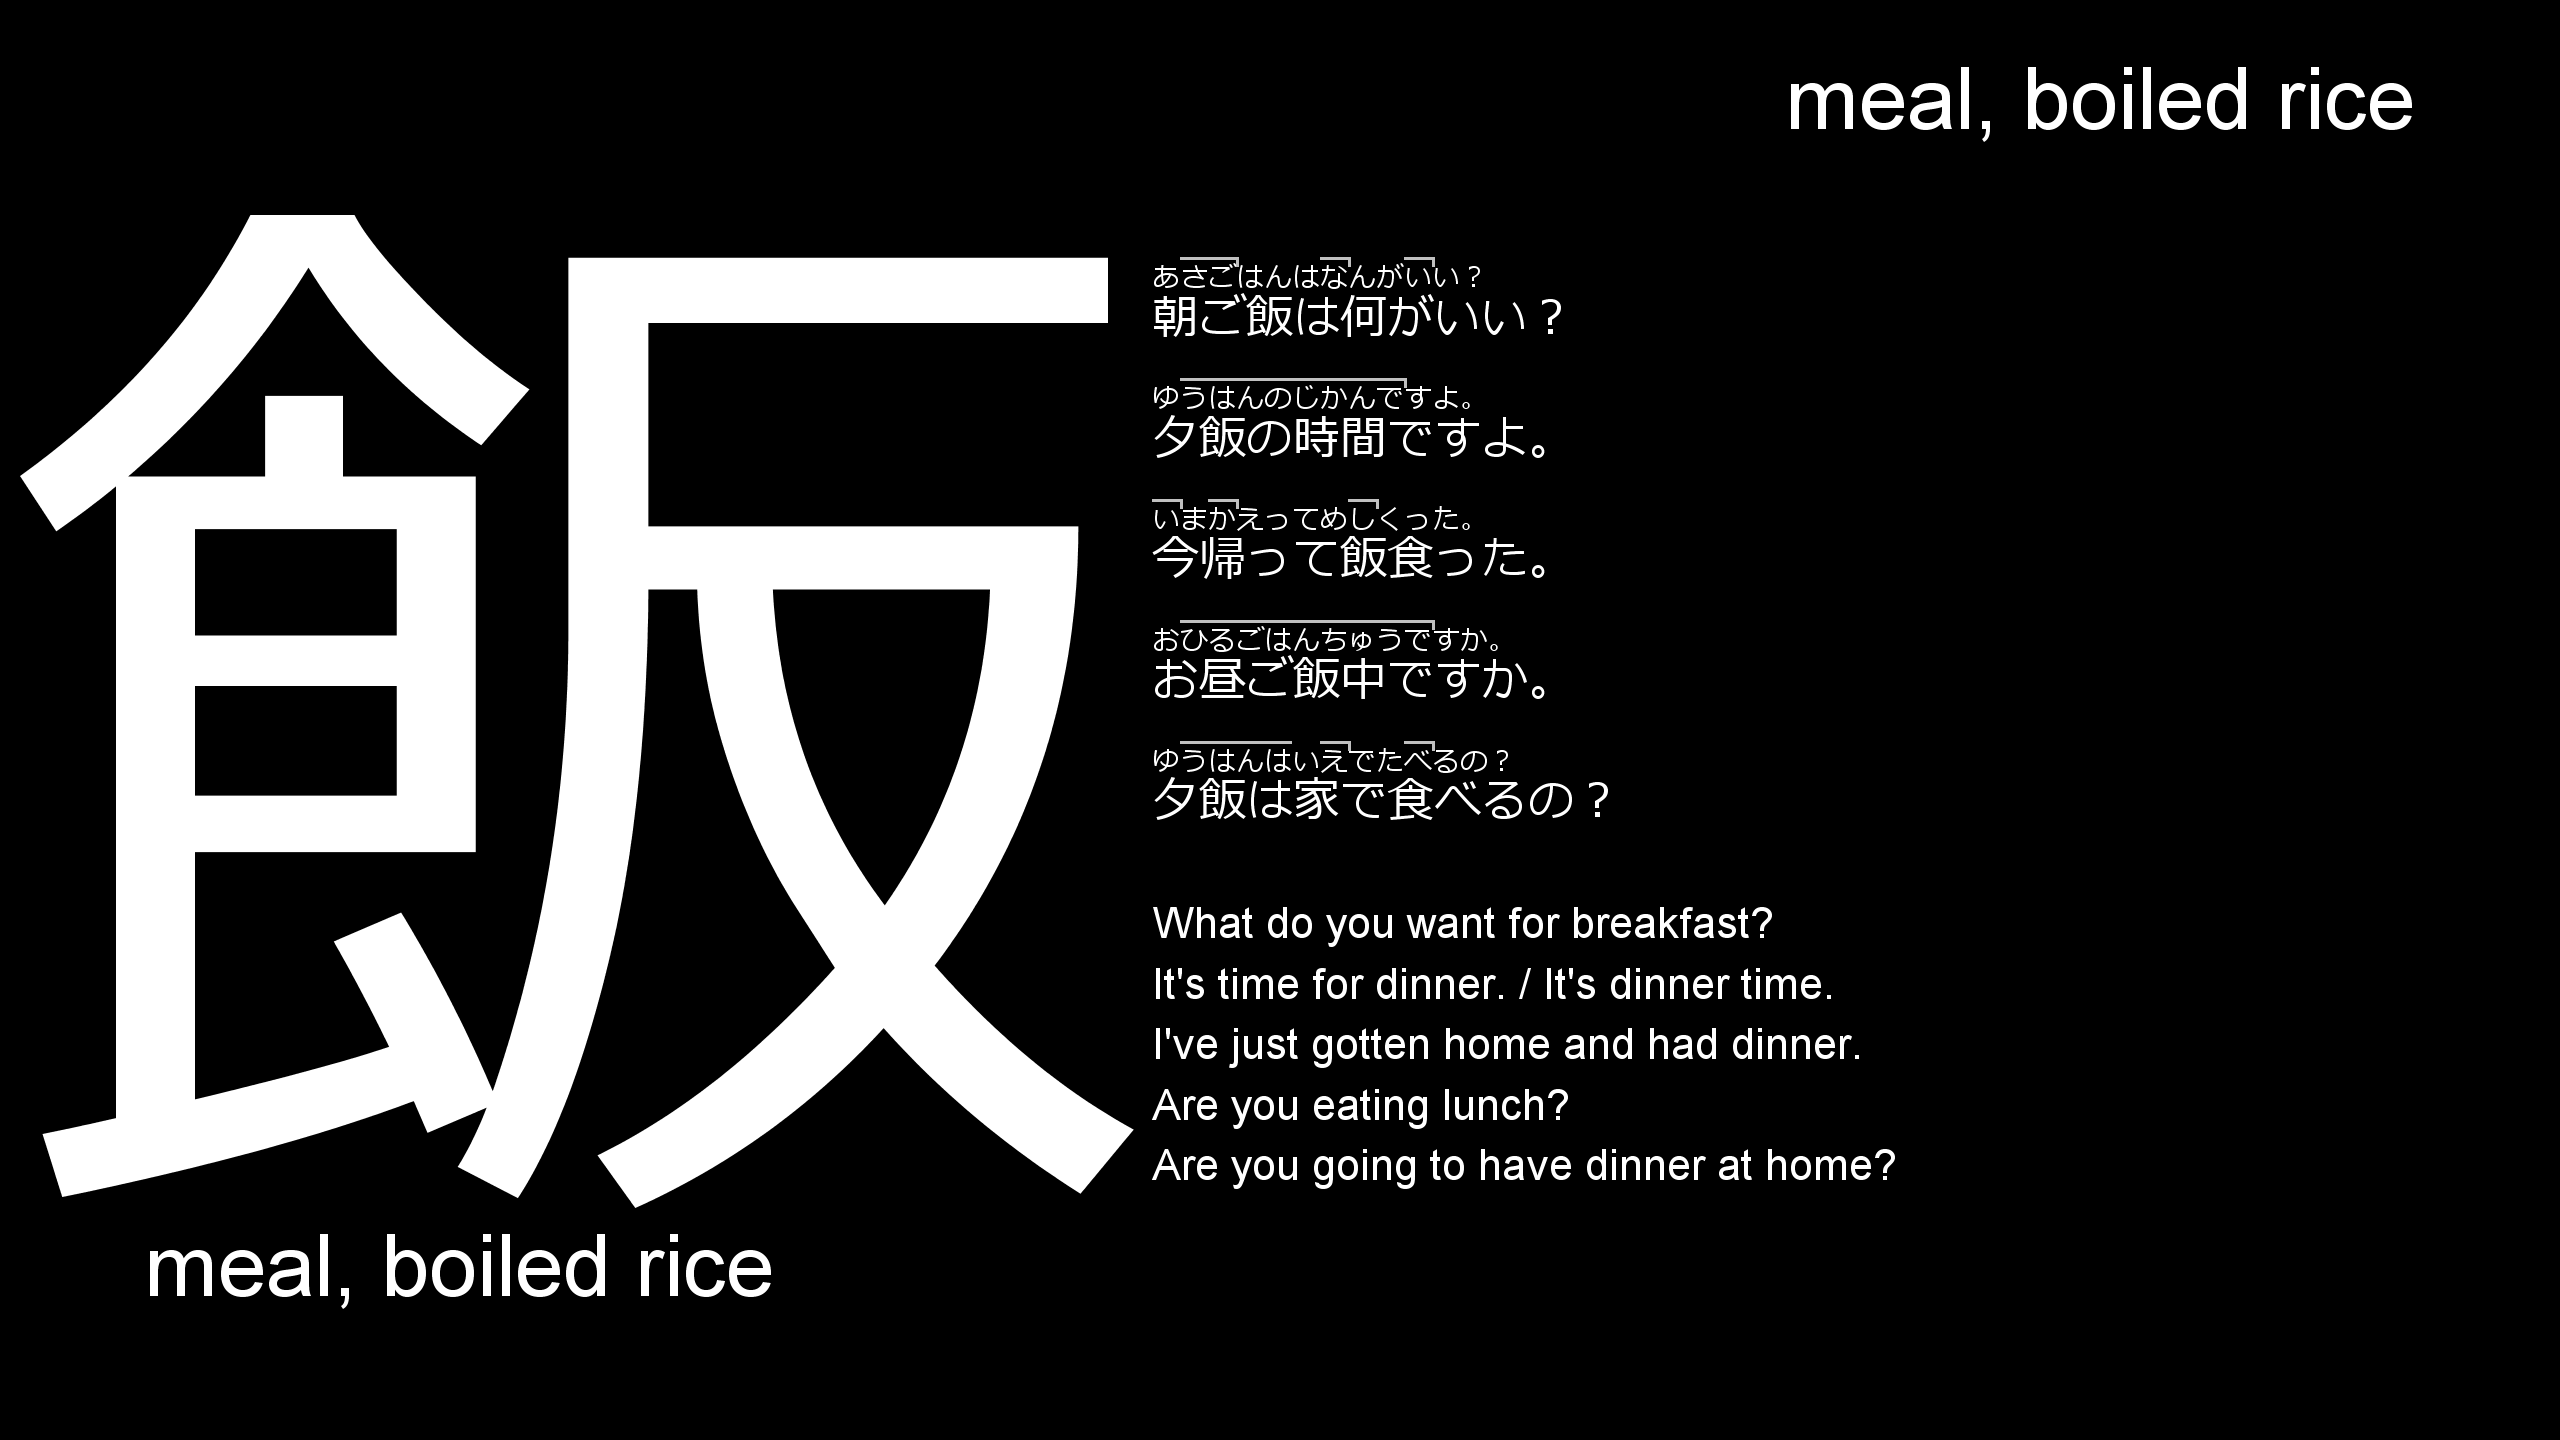 meal, boiled rice
飯
あさごはんはなんがいい？
朝ご飯は何がいい？
ゆうはんのじかんですよ。
夕飯の時間ですよ。
いまかえってめしくった。
今帰って飯食った。
おひるごはんちゅうですか。
お昼ご飯中ですか。
ゆうはんはいえでたべるの？
夕飯は家で食べるの？
What do you want for breakfast?
It's time for dinner. / It's dinner time.
I've just gotten home and had dinner.
Are you eating lunch?
Are you going to have dinner at home?
meal, boiled rice